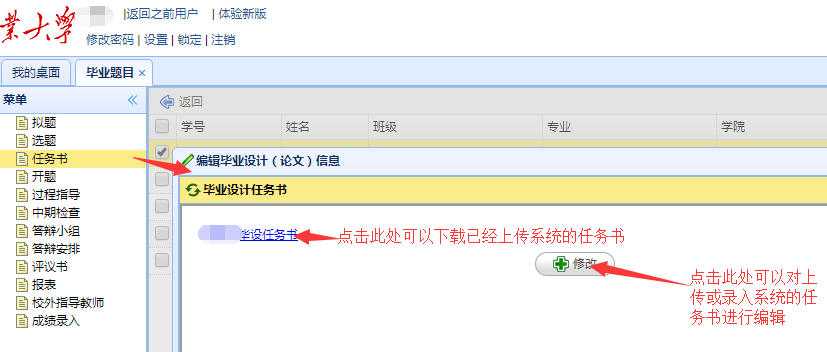 業大學
|返回之前用户 | 体验新版
修改密码 | 设置 | 锁定 | 注销
我的桌面
毕业题目 ×
菜单
返回
拟题
选题
任务书
开题
过程指导
中期检查
答辩小组
答辩安排
评议书
报表
校外指导教师
成绩录入
学号 姓名 班级 专业 学院
编辑毕业设计（论文）信息
毕业设计任务书
毕设任务书
点击此处可以下载已经上传系统的任务书
修改
点击此处可以对上
传或录入系统的任
务书进行编辑